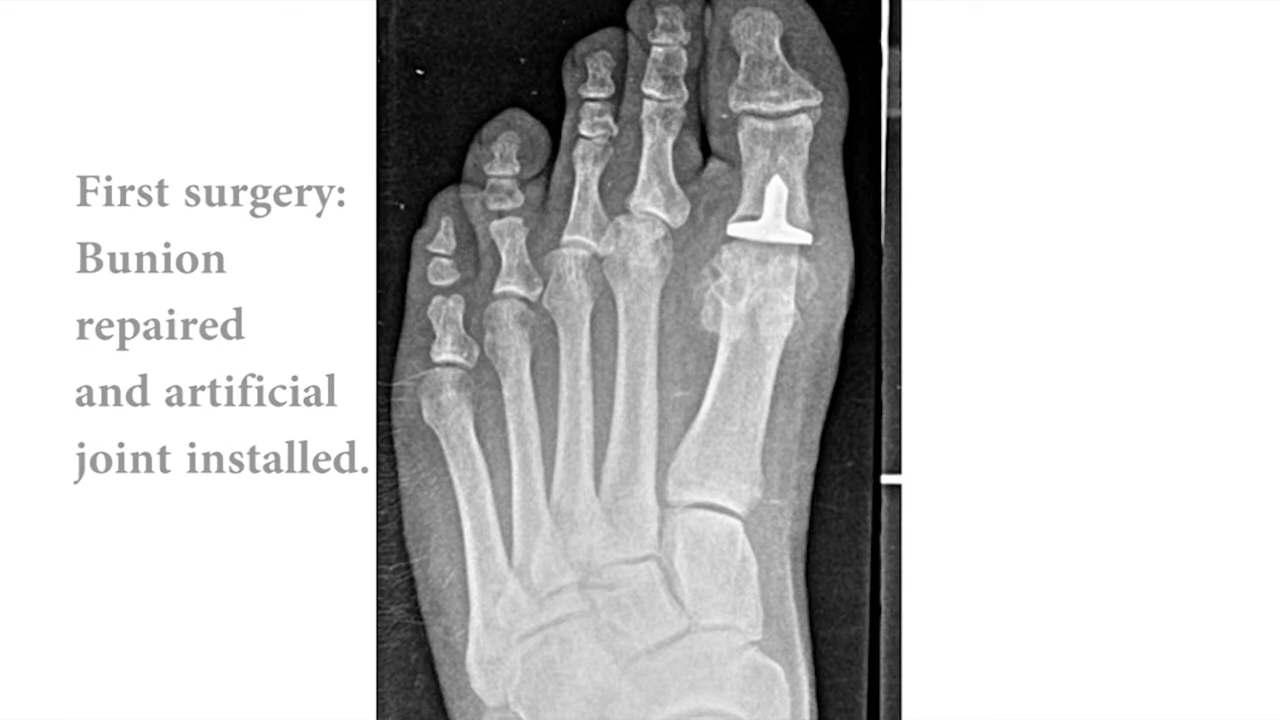 First surgery:
Bunion
repaired
and artificial
joint installed.